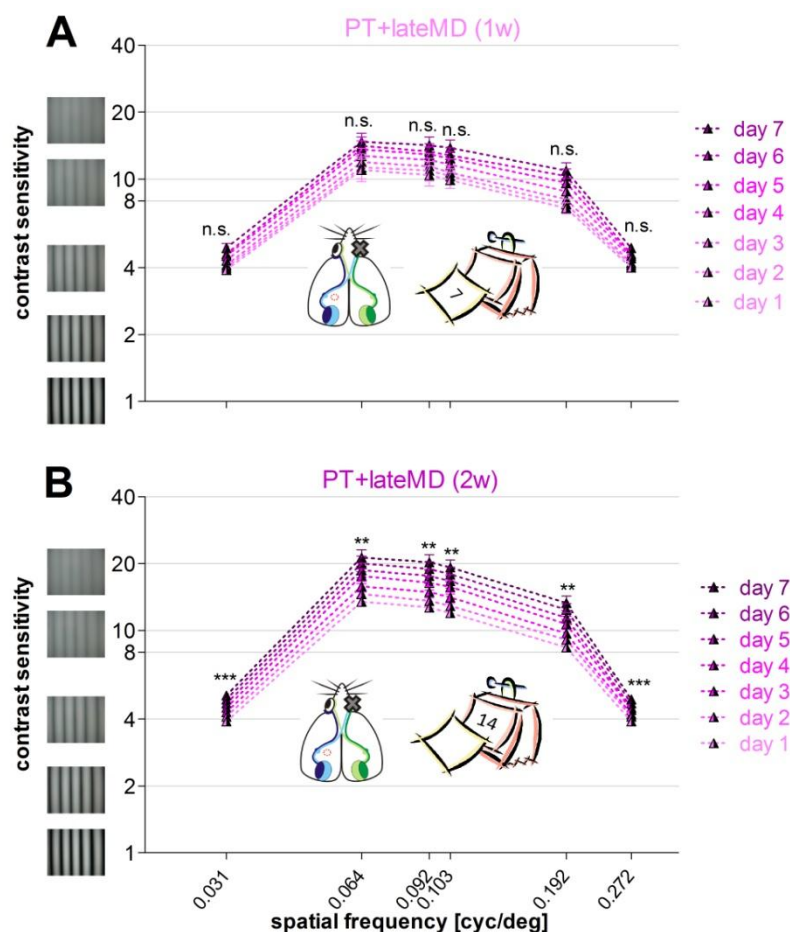 A
PT+lateMD (1w)
contrast sensitivity
40
20
10
8
4
2
1
n.s.
n.s.
n.s.
n.s.
n.s.
n.s.
7
day 7
day 6
day 5
day 4
day 3
day 2
day 1
B
PT+lateMD (2w)
contrast sensitivity
40
20
10
8
4
2
1
***
**
**
**
**
***
14
day 7
day 6
day 5
day 4
day 3
day 2
day 1
0.031
0.064
0.092
0.103
0.192
0.272
spatial frequency [cyc/deg]